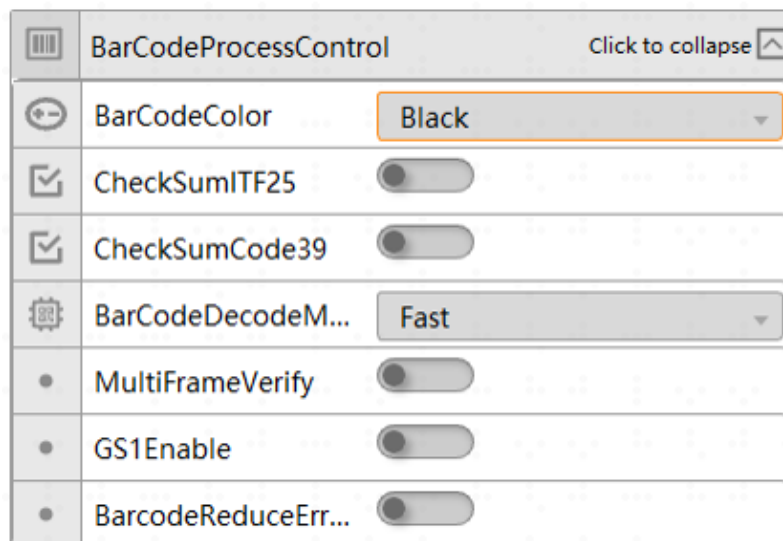 BarCodeProcessControl Click to collapse
BarCodeColor Black
CheckSumITF25
CheckSumCode39
BarCodeDecodeM... Fast
MultiFrameVerify
GS1Enable
BarcodeReduceErr...